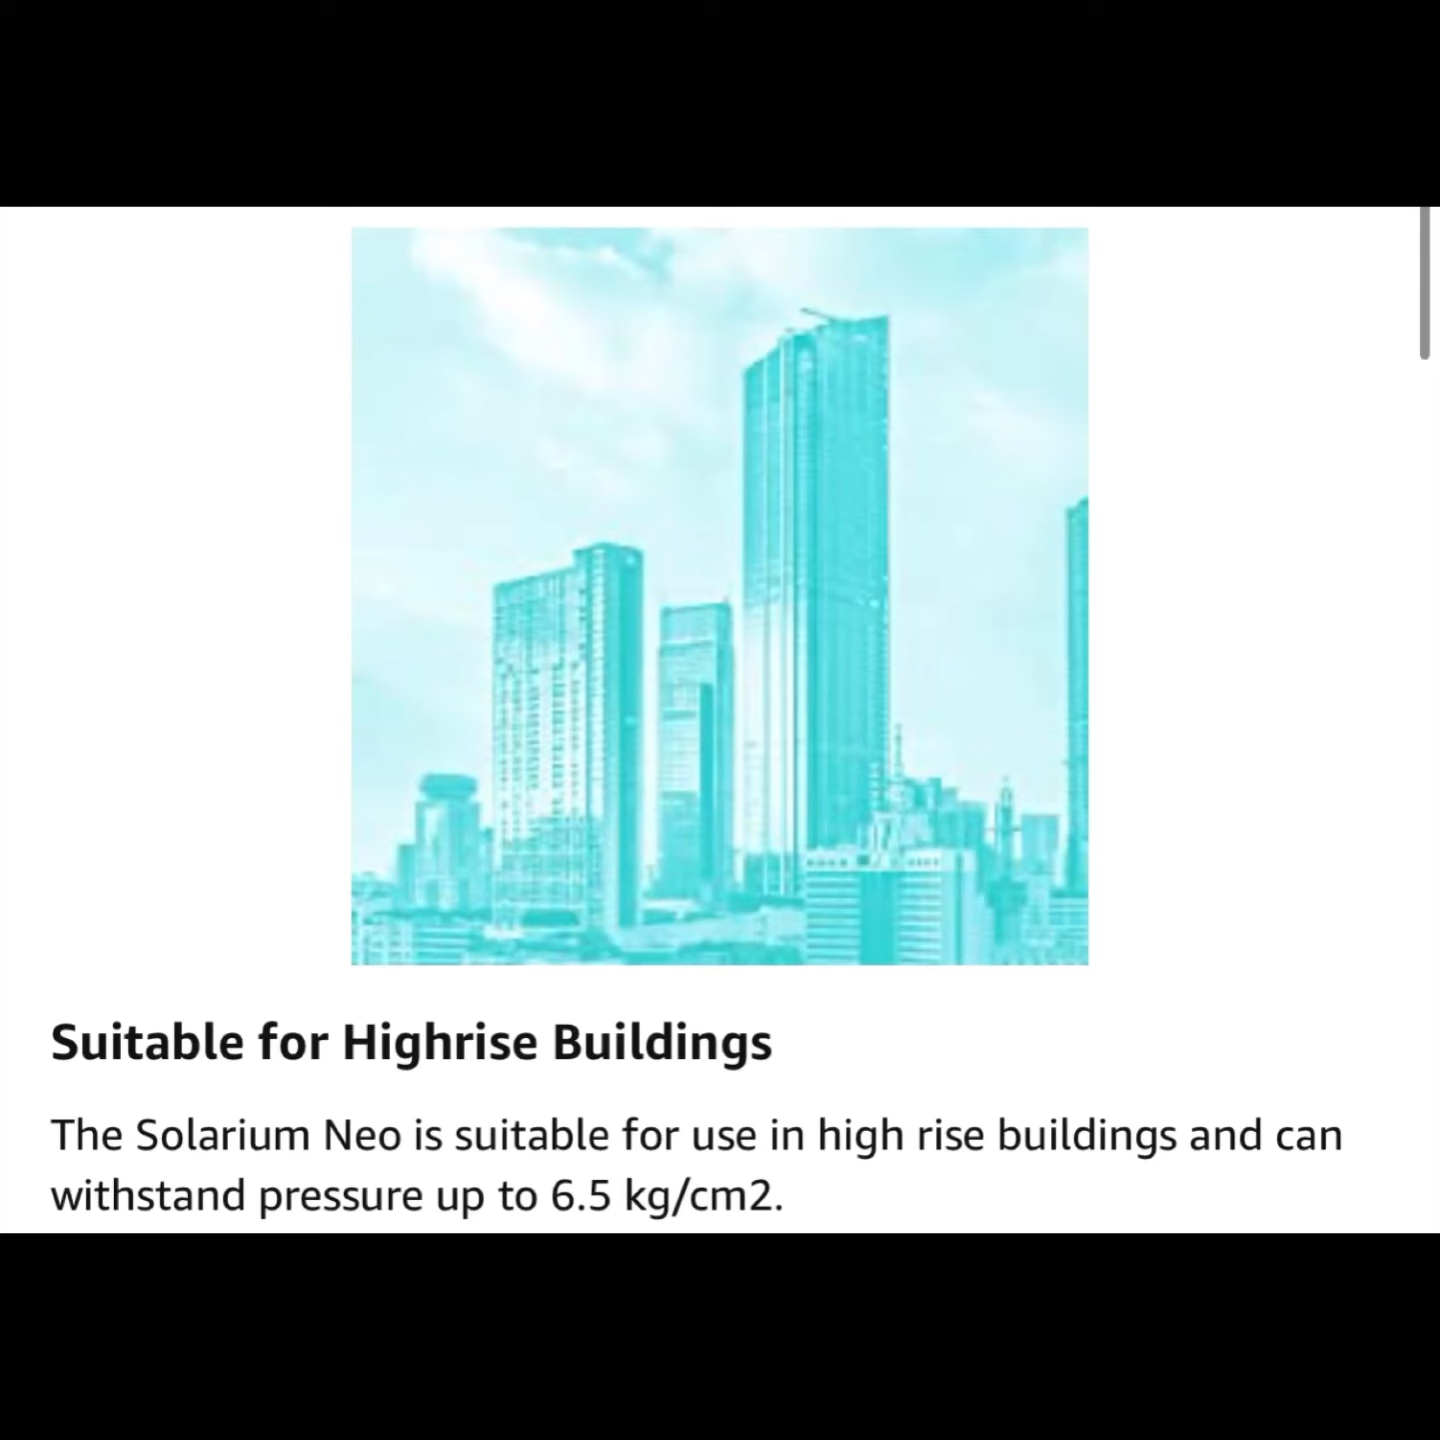 Suitable for Highrise Buildings
The Solarium Neo is suitable for use in high rise buildings and can
withstand pressure up to 6.5 kg/cm2.